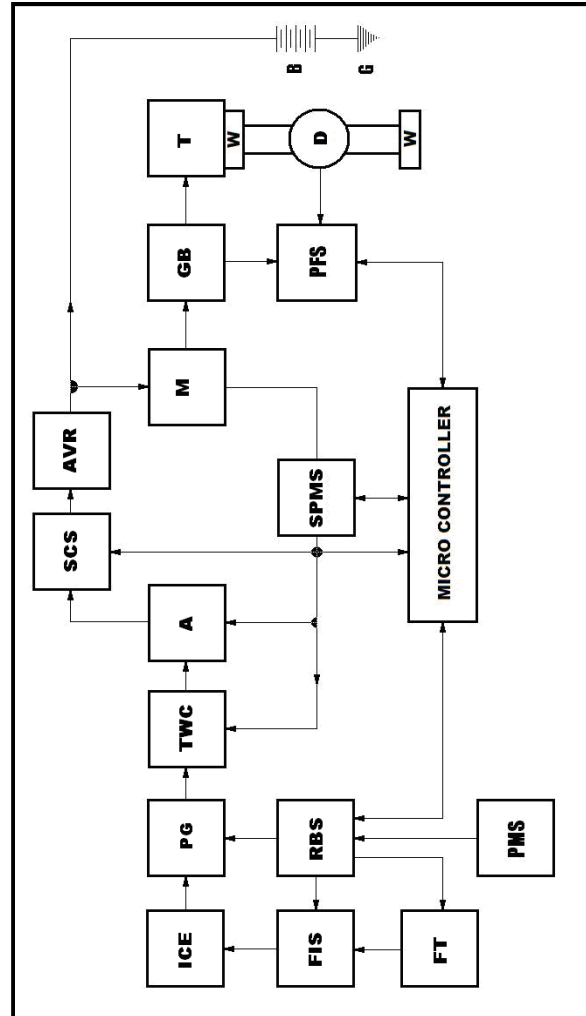 AVR
SCS
B
G
ICE
PG
TWC
A
M
GB
T
W
FIS
RBS
SPMS
PFS
D
FT
PMS
MICRO CONTROLLER
W